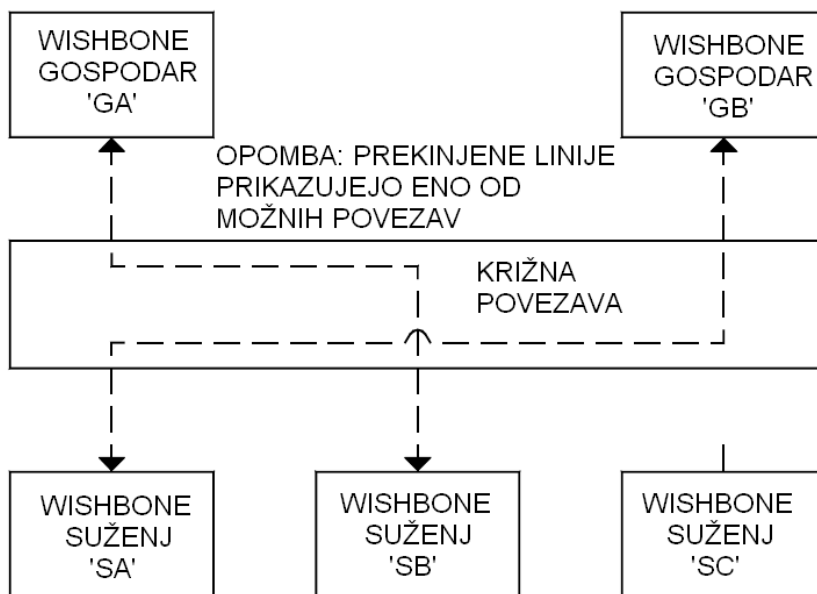 WISHBONE
GOSPODAR
'GA'
WISHBONE
GOSPODAR
'GB'
OPOMBA: PREKINJENE LINIJE
PRIKAZUJEJO ENO OD
MOŽNIH POVEZAV
KRIŽNA
POVEZAVA
WISHBONE
SUŽENJ
'SA'
WISHBONE
SUŽENJ
'SB'
WISHBONE
SUŽENJ
'SC'